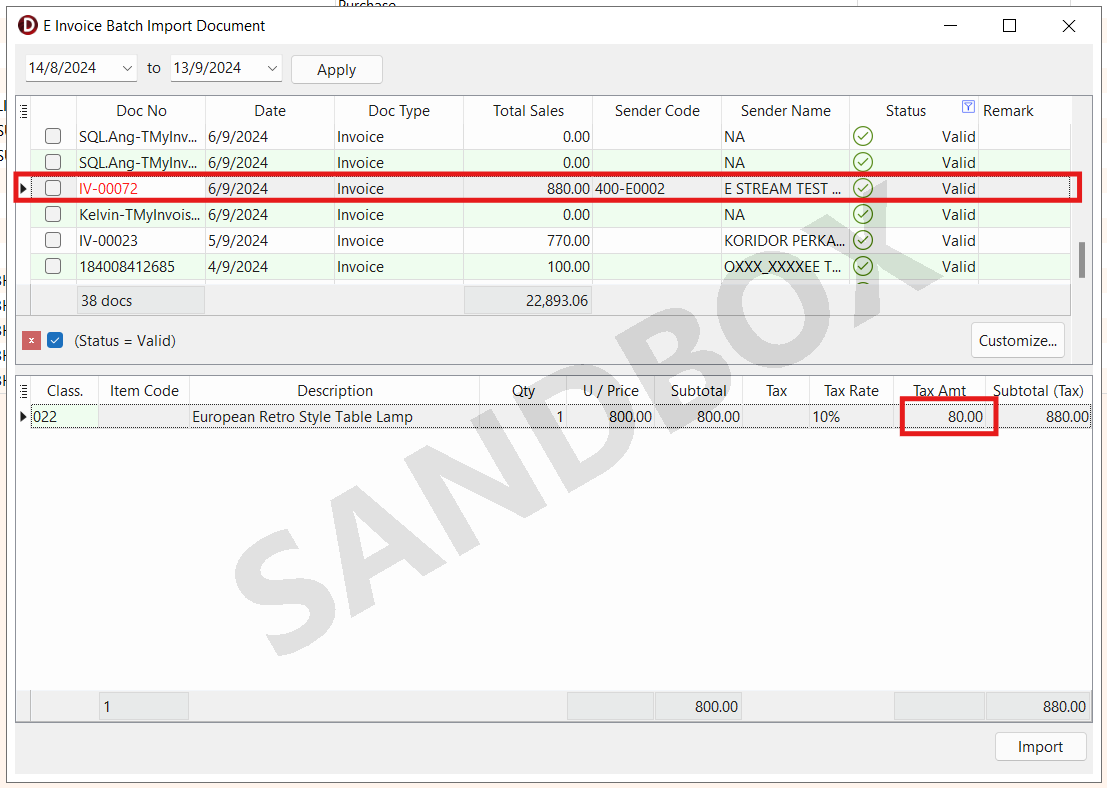 Purchase
E Invoice Batch Import Document
14/8/2024 to 13/9/2024 Apply
Doc No Date Doc Type Total Sales Sender Code Sender Name Status Remark
SQL.Ang-TMyInv... 6/9/2024 Invoice 0.00 NA Valid
SQL.Ang-TMyInv... 6/9/2024 Invoice 0.00 NA Valid
IV-00072 6/9/2024 Invoice 880.00 400-E0002 E STREAM TEST ... Valid
Kelvin-TMyInvois... 6/9/2024 Invoice 0.00 NA Valid
IV-00023 5/9/2024 Invoice 770.00 KORIDOR PERKA... Valid
184008412685 4/9/2024 Invoice 100.00 OXXX_XXXXEE T... Valid
38 docs 22,893.06
x (Status = Valid) Customize...
Class. Item Code Description Qty U / Price Subtotal Tax Tax Rate Tax Amt Subtotal (Tax)
022 European Retro Style Table Lamp 1 800.00 800.00 10% 80.00 880.00
SANDBOX
1 800.00 880.00
Import